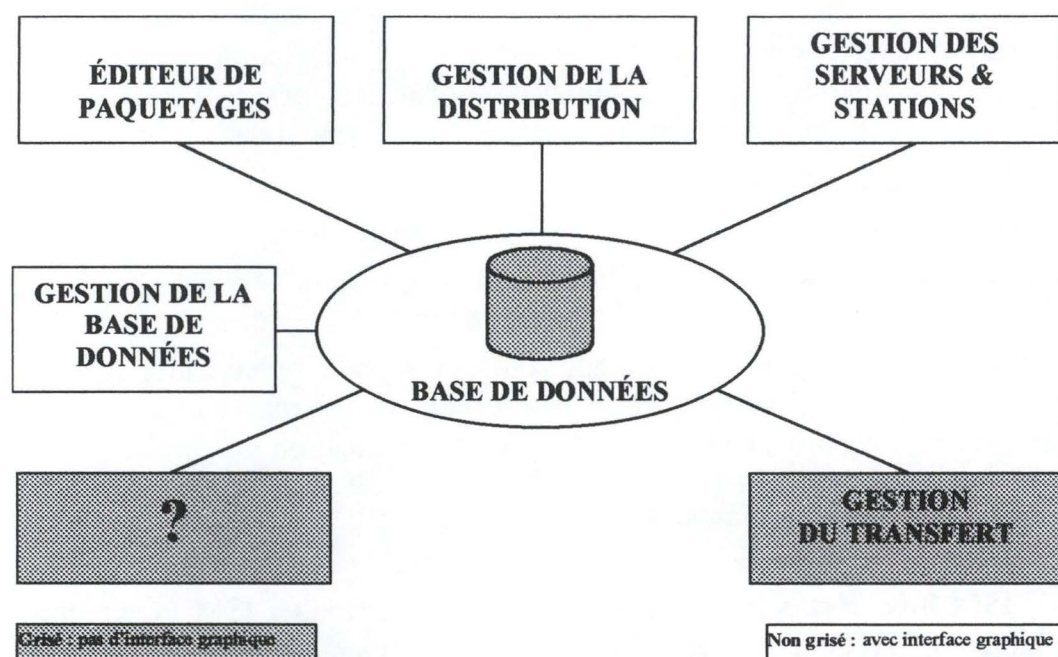 ÉDITEUR DE
PAQUETAGES
GESTION DE LA
DISTRIBUTION
GESTION DES
SERVEURS &
STATIONS
GESTION DE LA
BASE DE
DONNÉES
BASE DE DONNÉES
?
GESTION
DU TRANSFERT
Grisé : pas d'interface graphique
Non grisé : avec interface graphique